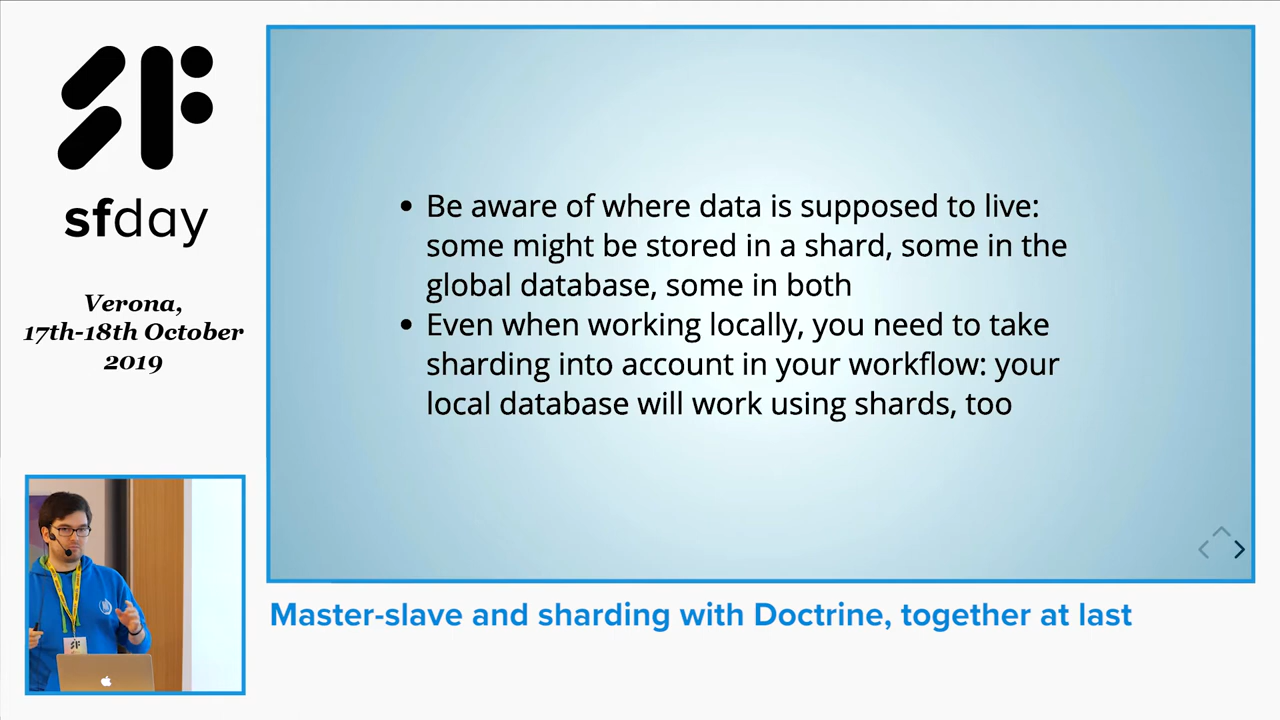 sfday
Verona,
17th-18th October
2019
• Be aware of where data is supposed to live:
some might be stored in a shard, some in the
global database, some in both
• Even when working locally, you need to take
sharding into account in your workflow: your
local database will work using shards, too
Master-slave and sharding with Doctrine, together at last